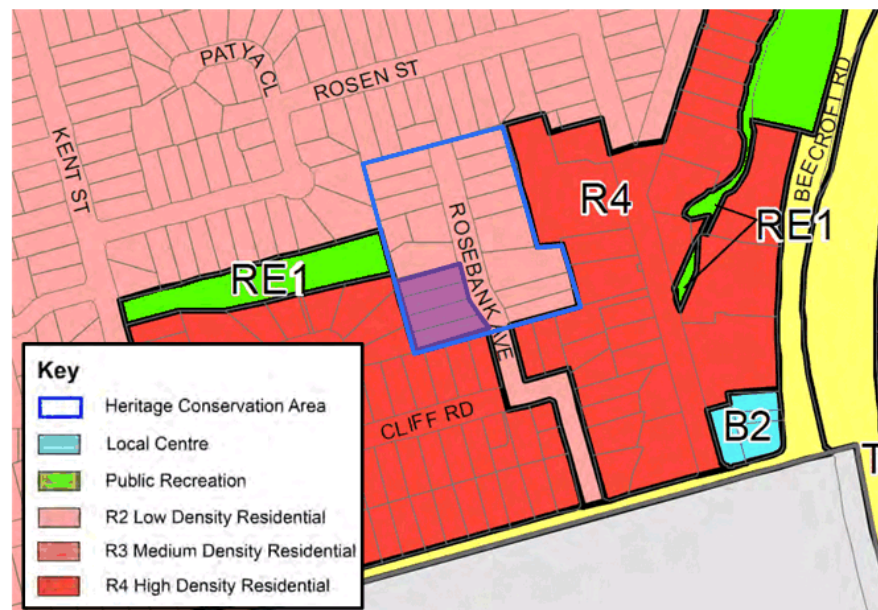 PATYA CL
ROSEN ST
KENT ST
BEECROFT RD
R4
RE1
ROSEBANK AVE
RE1
Key
Heritage Conservation Area
Local Centre
Public Recreation
R2 Low Density Residential
R3 Medium Density Residential
R4 High Density Residential
CLIFF RD
B2
T